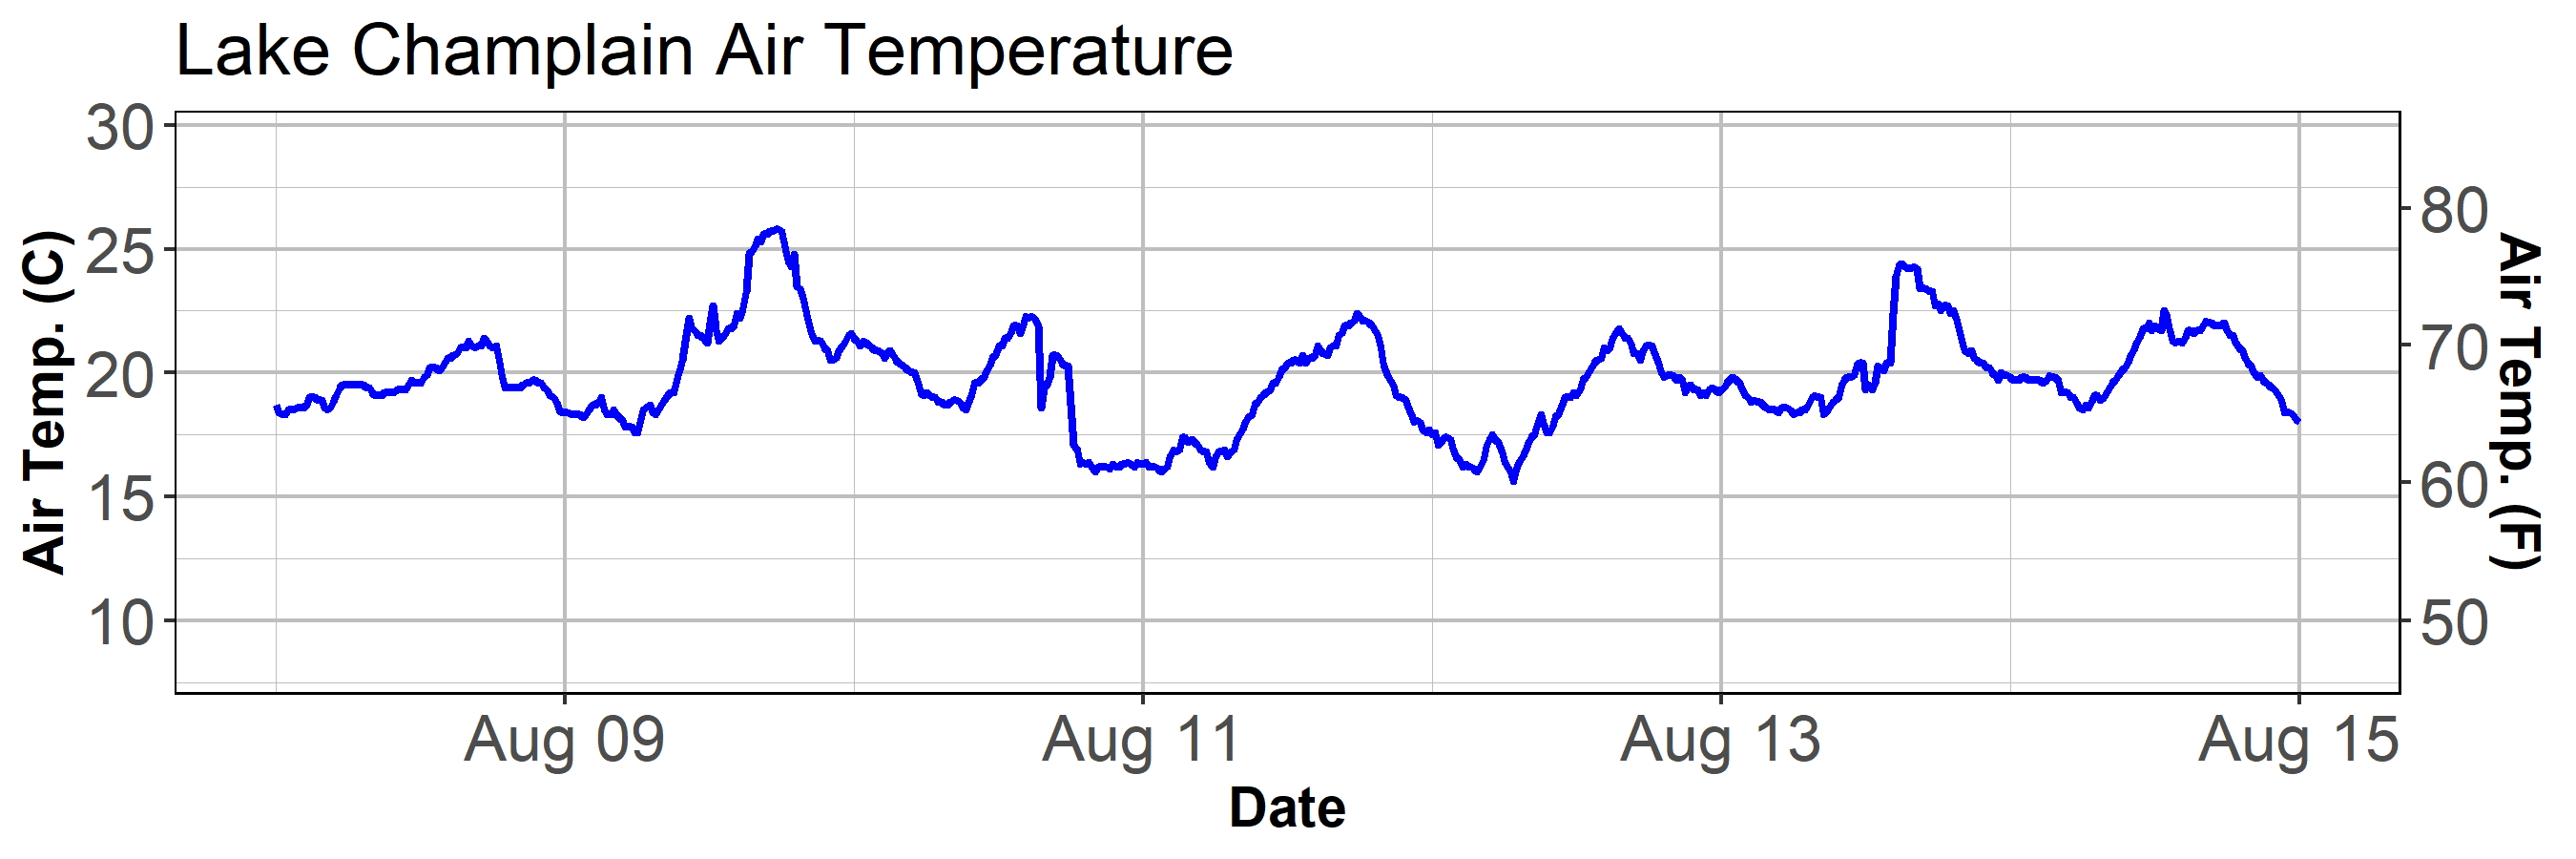 Lake Champlain Air Temperature
30
25
20
15
10
Air Temp. (C)
80
70
60
50
Air Temp. (F)
Aug 09
Aug 11
Aug 13
Aug 15
Date